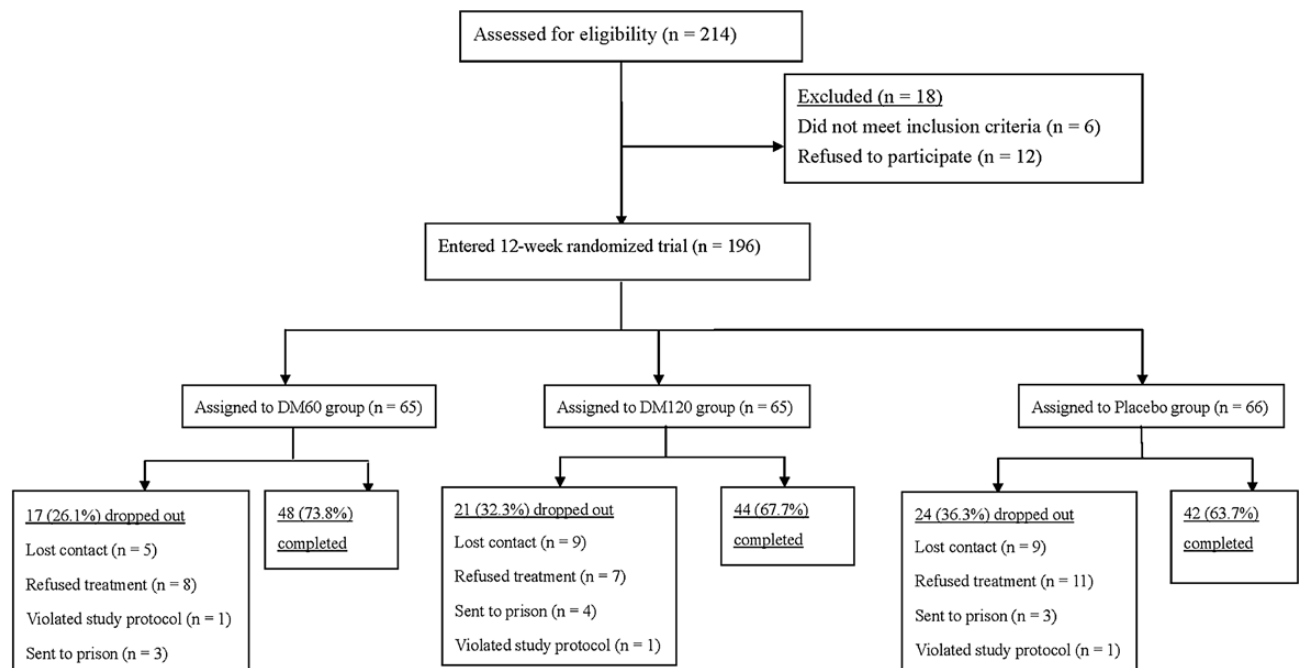 Assessed for eligibility (n = 214)
Excluded (n = 18)
Did not meet inclusion criteria (n = 6)
Refused to participate (n = 12)
Entered 12-week randomized trial (n = 196)
Assigned to DM60 group (n = 65)
Assigned to DM120 group (n = 65)
Assigned to Placebo group (n = 66)
17 (26.1%) dropped out
Lost contact (n = 5)
Refused treatment (n = 8)
Violated study protocol (n = 1)
Sent to prison (n = 3)
48 (73.8%)
completed
21 (32.3%) dropped out
Lost contact (n = 9)
Refused treatment (n = 7)
Sent to prison (n = 4)
Violated study protocol (n = 1)
44 (67.7%)
completed
24 (36.3%) dropped out
Lost contact (n = 9)
Refused treatment (n = 11)
Sent to prison (n = 3)
Violated study protocol (n = 1)
42 (63.7%)
completed